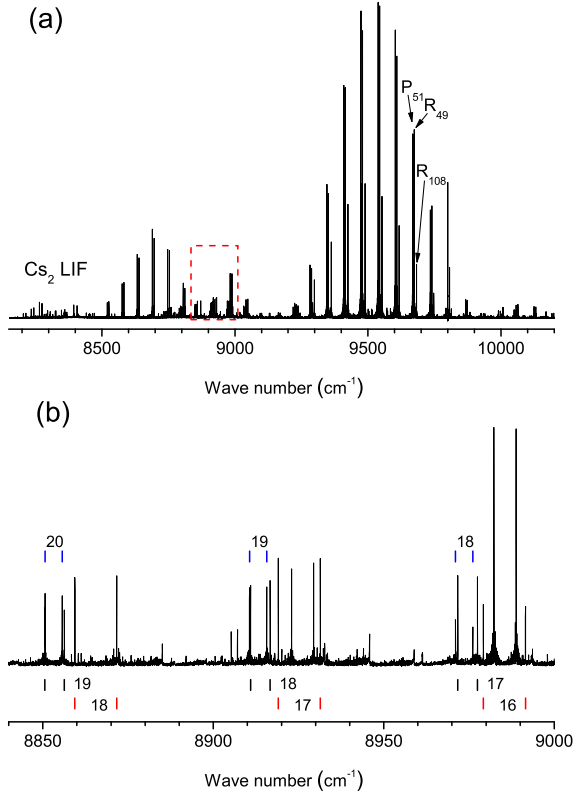 (a)
P51
R49
R108
Cs2 LIF
8500 9000 9500 10000
Wave number (cm-1)
(b)
20 19 18
19 18 17
18 17 16
8850 8900 8950 9000
Wave number (cm-1)